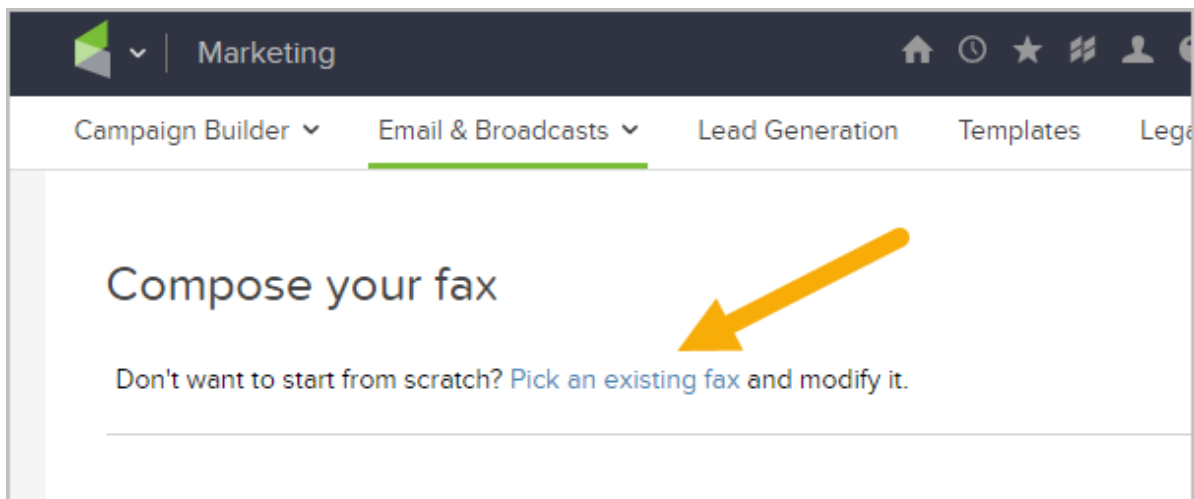 Marketing
Campaign Builder Email & Broadcasts Lead Generation Templates
Compose your fax
Don't want to start from scratch? Pick an existing fax and modify it.